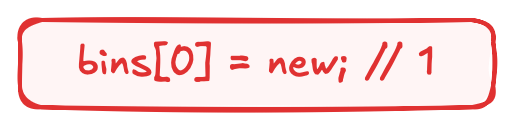 bins[0] = new; // 1